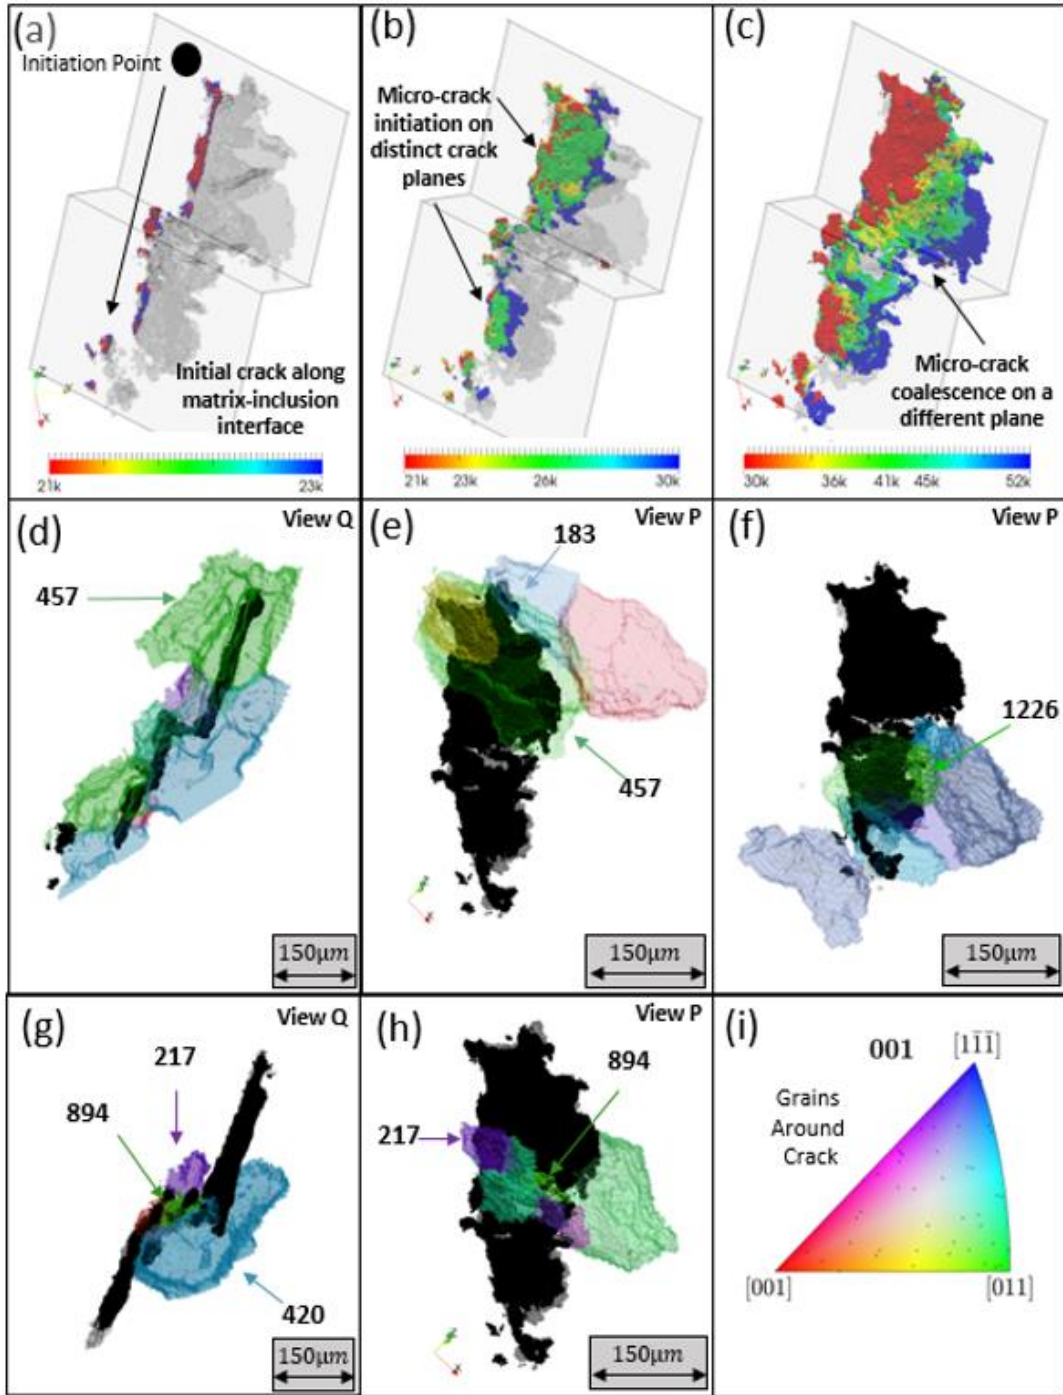 (a)
Initiation Point
Initial crack along
matrix-inclusion
interface
Z
Y
X
21k
23k
(b)
Micro-crack
initiation on
distinct crack
planes
Z
Y
X
21k 23k 26k 30k
(c)
Micro-crack
coalescence on a
different plane
Z
Y
X
30k 36k 41k 45k 52k
(d)
View Q
457
150μm
(e)
View P
183
457
150μm
(f)
View P
1226
150μm
(g)
View Q
217
894
420
150μm
(h)
View P
894
217
150μm
(i)
001
[11̅1̅]
Grains
Around
Crack
[001]
[011]